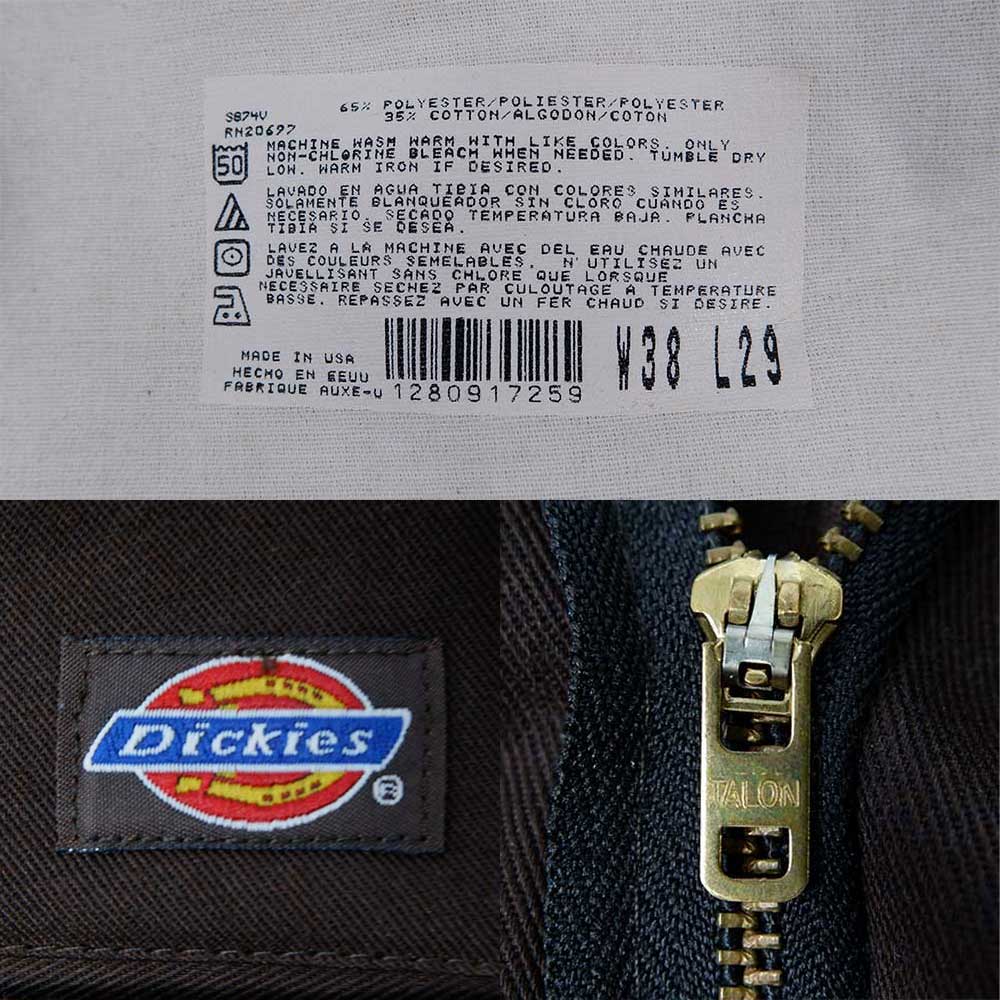 S874V
RN20697
65% POLYESTER/POLIESTER/POLYESTER
35% COTTON/ALGODON/COTON
50
MACHINE WASH WARM WITH LIKE COLORS. ONLY
NON-CHLORINE BLEACH WHEN NEEDED. TUMBLE DRY
LOW. WARM IRON IF DESIRED.
LAVADO EN AGUA TIBIA CON COLORES SIMILARES.
SOLAMENTE BLANQUEADOR SIN CLORO CUANDO ES
NECESARIO. SECADO TEMPERATURA BAJA. PLANCHA
TIBIA SI SE DESEA.
LAVEZ A LA MACHINE AVEC DEL EAU CHAUDE AVEC
DES COULEURS SEMELABLES. N'UTILISEZ UN
JAVELLISANT SANS CHLORE QUE LORSQUE
NECESSAIRE SECHEZ PAR CULOUTAGE A TEMPERATURE
BASSE. REPASSEZ AVEC UN FER CHAUD SI DESIRE.
MADE IN USA
HECHO EN EEUU
FABRIQUE AUXE-U
1280917259
W38 L29
Dickies
®
TALON